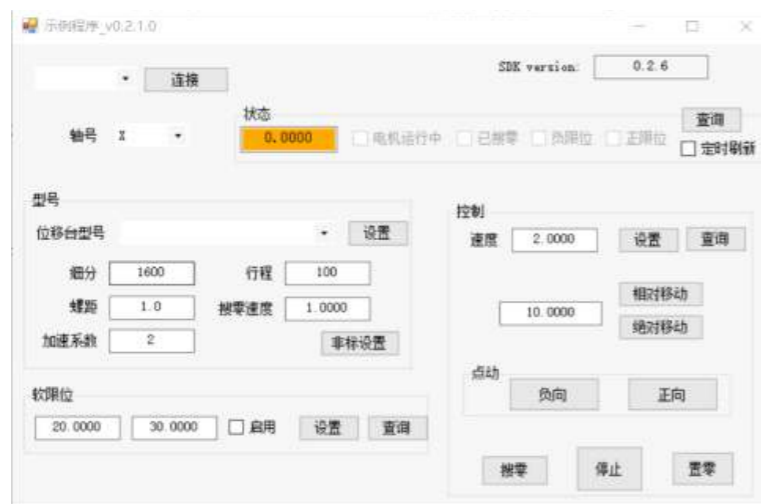 示例程序_v0.2.1.0
SDK version: 0.2.6
连接
状态
查询
轴号 X 0.0000 电机运行中 已搜零 负限位 正限位
定时刷新
型号
控制
位移台型号 设置
速度 2.0000 设置 查询
细分 1600 行程 100
相对移动
螺距 1.0 搜零速度 1.0000
10.0000
绝对移动
加速系数 2 非标设置
点动
软限位
负向 正向
20.0000 30.0000 启用 设置 查询
搜零 停止 置零